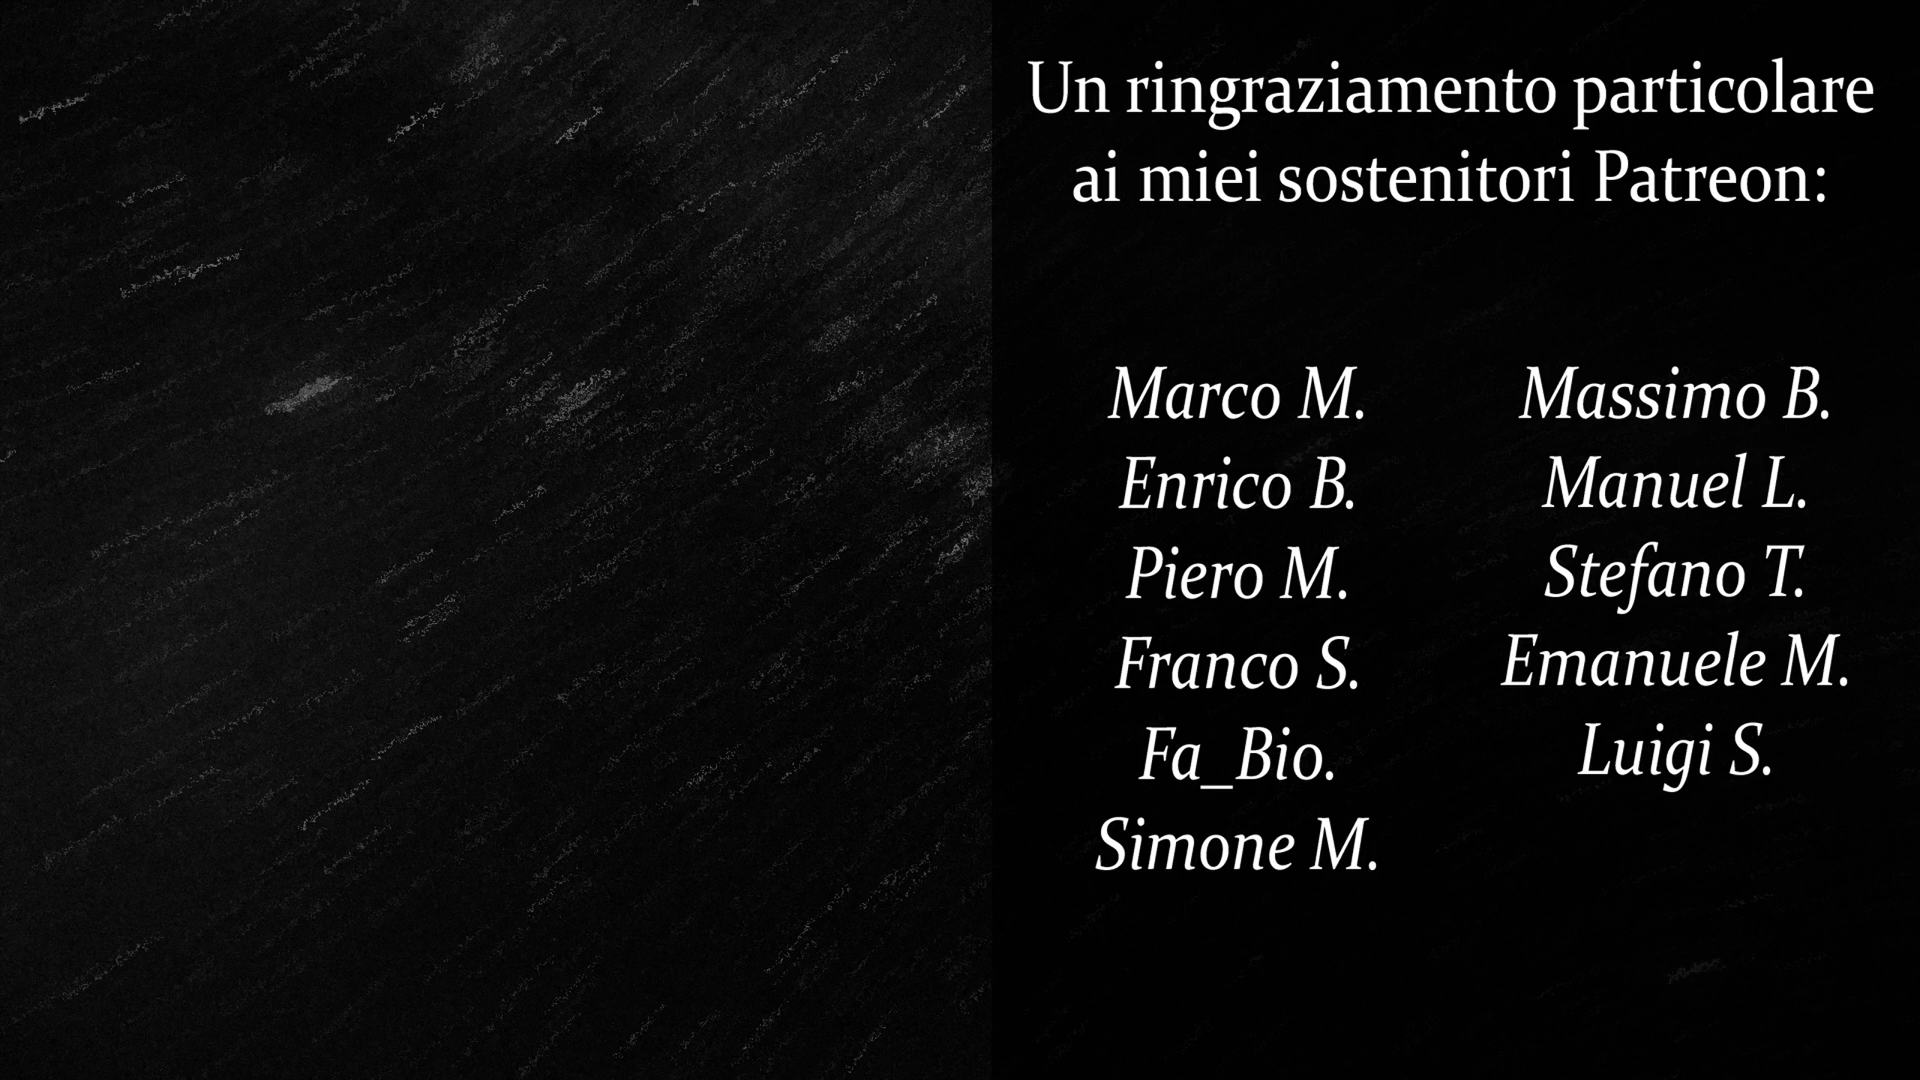 Un ringraziamento particolare
ai miei sostenitori Patreon:
Marco M.
Enrico B.
Piero M.
Franco S.
Fa_Bio.
Simone M.
Massimo B.
Manuel L.
Stefano T.
Emanuele M.
Luigi S.